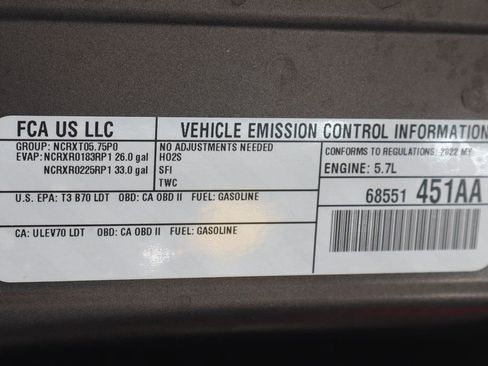 FCA US LLC
VEHICLE EMISSION CONTROL INFORMATION
GROUP: NCRXT05.75P0
EVAP: NCRXR0183RP1 26.0 gal
NCRXR0225RP1 33.0 gal
NO ADJUSTMENTS NEEDED
HO2S
SFI
TWC
CONFORMS TO REGULATIONS: 2022 MY
ENGINE: 5.7L
68551 451AA
U.S. EPA: T3 B70 LDT OBD: CA OBD II FUEL: GASOLINE
CA: ULEV70 LDT OBD: CA OBD II FUEL: GASOLINE